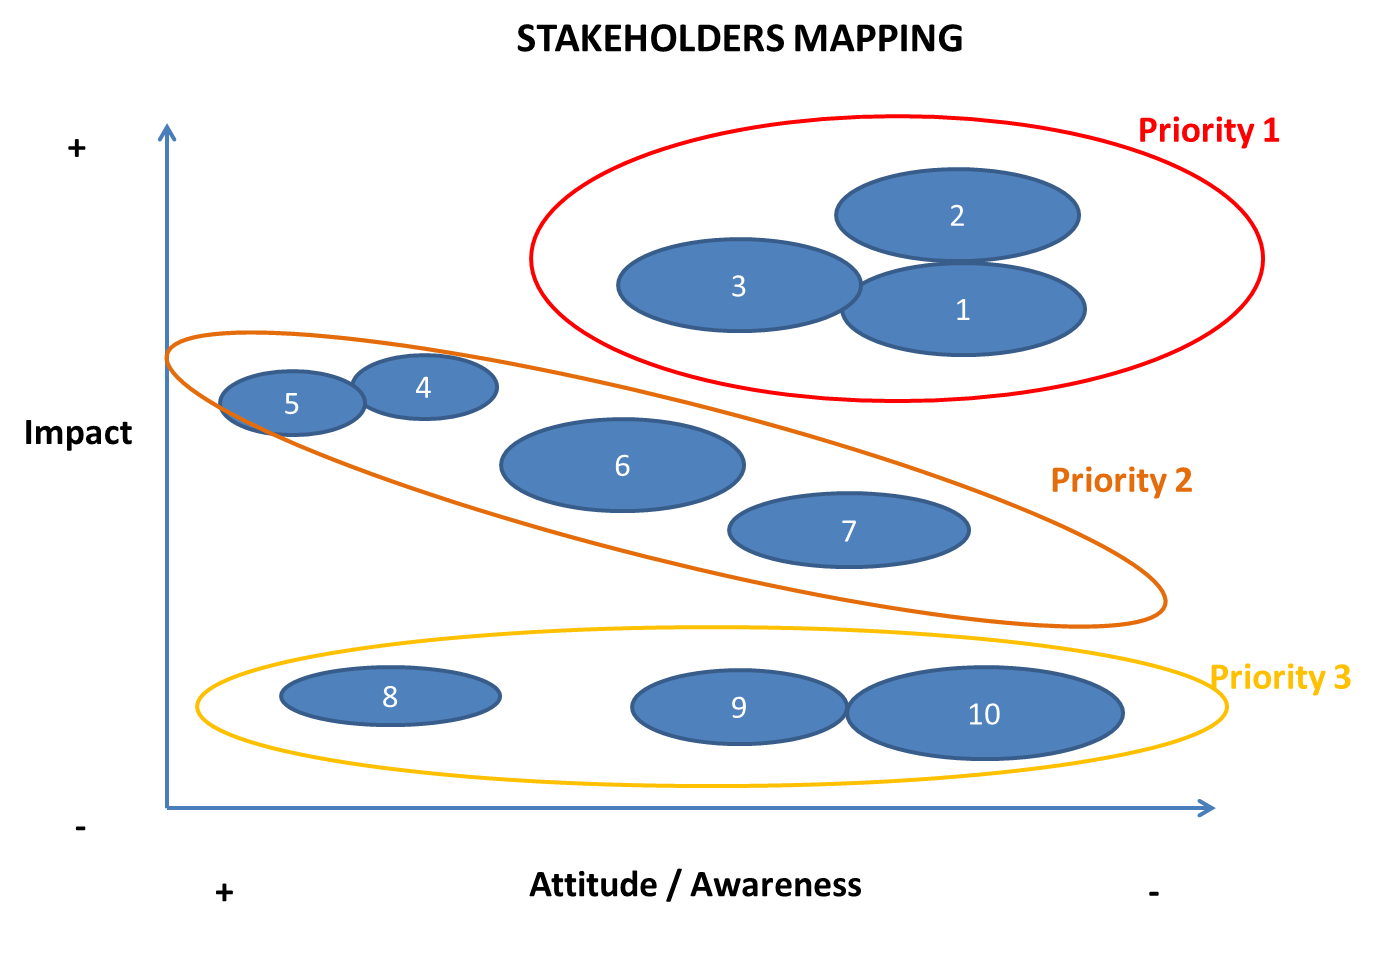 STAKEHOLDERS MAPPING
Priority 1
+
2
3
1
5
4
Impact
6
Priority 2
7
Priority 3
8
9
10
-
+
Attitude / Awareness
-